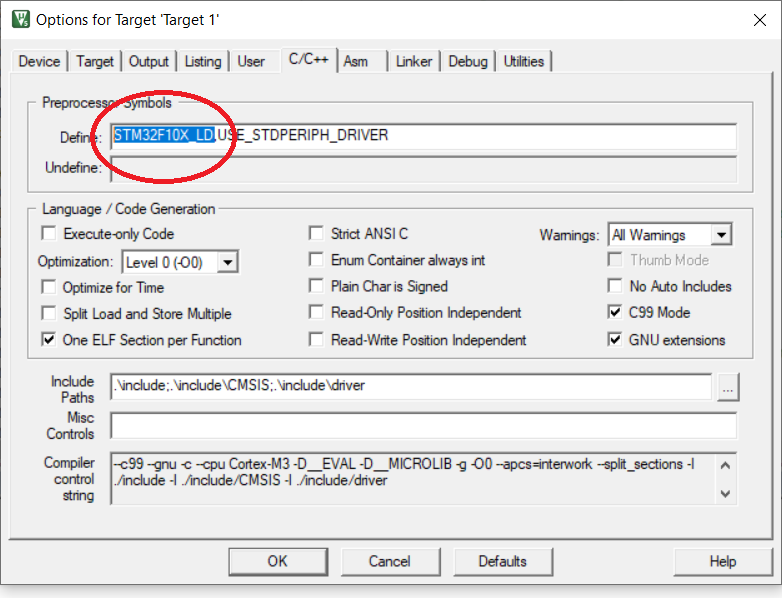 Options for Target 'Target 1'
Device Target Output Listing User C/C++ Asm Linker Debug Utilities
Preprocessor Symbols
Define: STM32F10X_LD,USE_STDPERIPH_DRIVER
Undefine:
Language / Code Generation
Execute-only Code Strict ANSI C Warnings: All Warnings
Optimization: Level 0 (-O0) Enum Container always int Thumb Mode
Optimize for Time Plain Char is Signed No Auto Includes
Split Load and Store Multiple Read-Only Position Independent C99 Mode
One ELF Section per Function Read-Write Position Independent GNU extensions
Include Paths .\include;.\include\CMSIS;.\include\driver ...
Misc Controls
Compiler control string --c99 --gnu -c --cpu Cortex-M3 -D__EVAL -D__MICROLIB -g -O0 --apcs=interwork --split_sections -I
./include -I ./include/CMSIS -I ./include/driver
OK Cancel Defaults Help